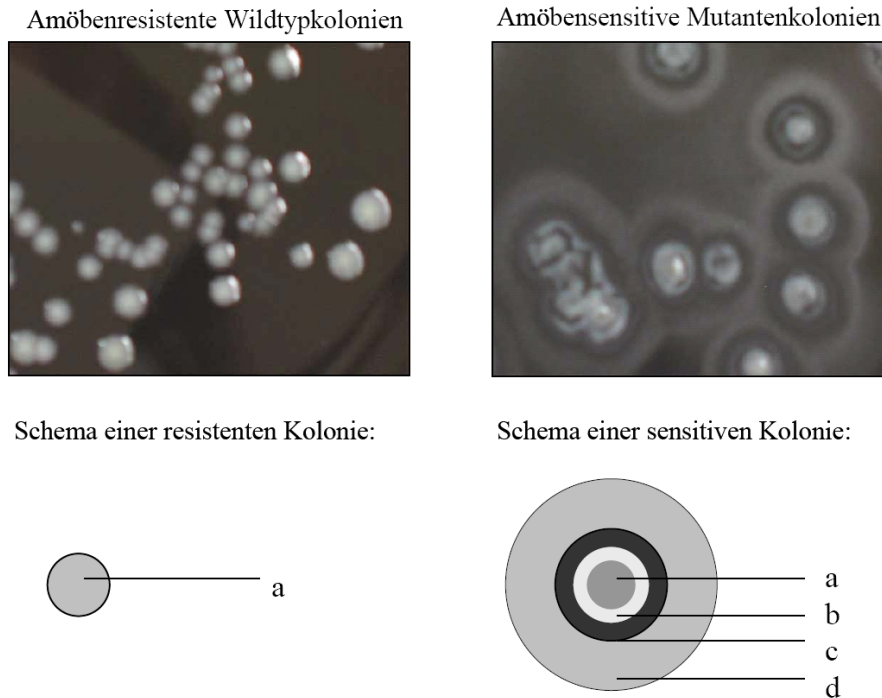 Amöbenresistente Wildtypkolonien
Amöbensensitive Mutantenkolonien
Schema einer resistenten Kolonie:
Schema einer sensitiven Kolonie:
a
a
b
c
d